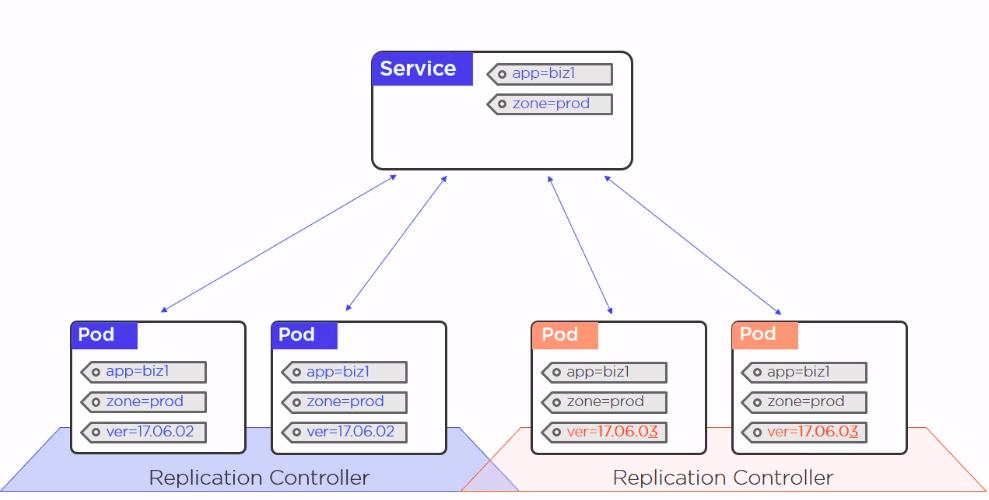 Service
app=biz1
zone=prod
Pod
app=biz1
zone=prod
ver=17.06.02
Pod
app=biz1
zone=prod
ver=17.06.02
Pod
app=biz1
zone=prod
ver=17.06.03
Pod
app=biz1
zone=prod
ver=17.06.03
Replication Controller
Replication Controller